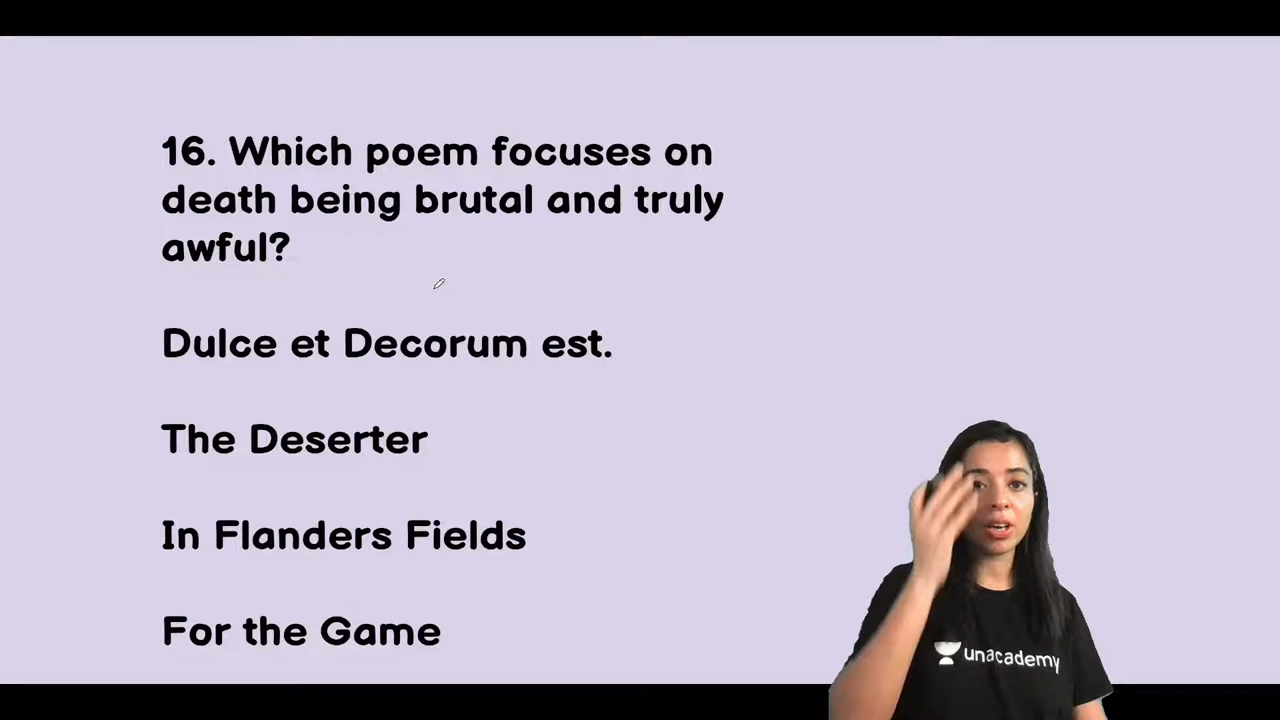 16. Which poem focuses on
death being brutal and truly
awful?
Dulce et Decorum est.
The Deserter
In Flanders Fields
For the Game
unacademy